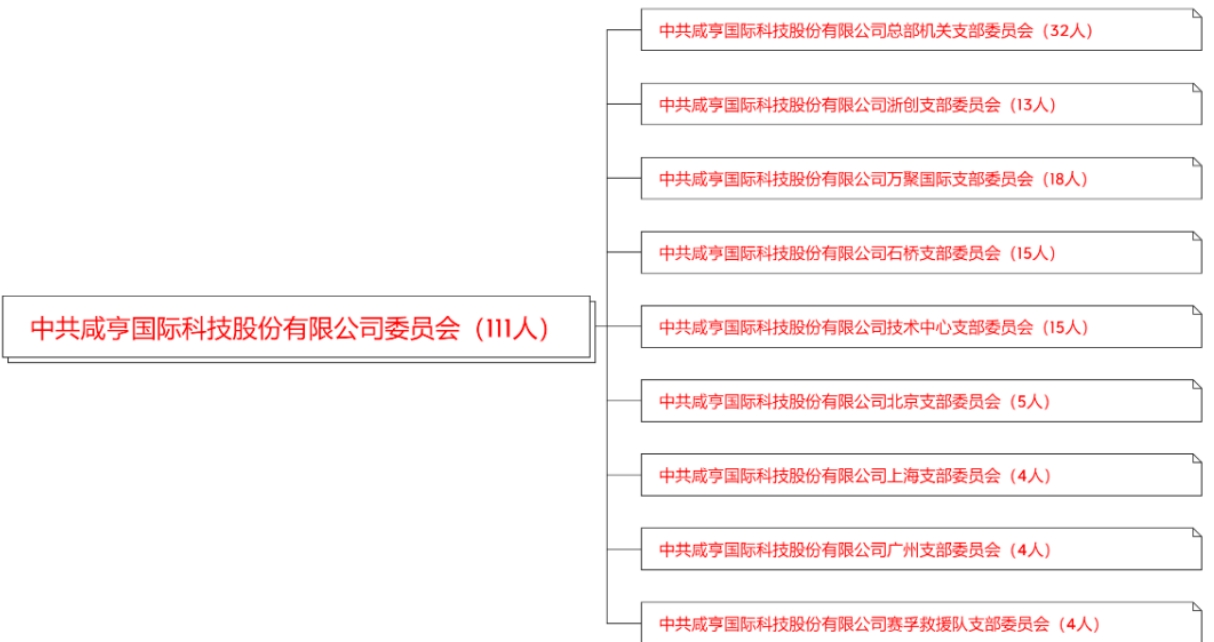 中共咸亨国际科技股份有限公司总部机关支部委员会（32人）
中共咸亨国际科技股份有限公司浙创支部委员会（13人）
中共咸亨国际科技股份有限公司万聚国际支部委员会（18人）
中共咸亨国际科技股份有限公司石桥支部委员会（15人）
中共咸亨国际科技股份有限公司委员会（111人）
中共咸亨国际科技股份有限公司技术中心支部委员会（15人）
中共咸亨国际科技股份有限公司北京支部委员会（5人）
中共咸亨国际科技股份有限公司上海支部委员会（4人）
中共咸亨国际科技股份有限公司广州支部委员会（4人）
中共咸亨国际科技股份有限公司赛孚救援队支部委员会（4人）